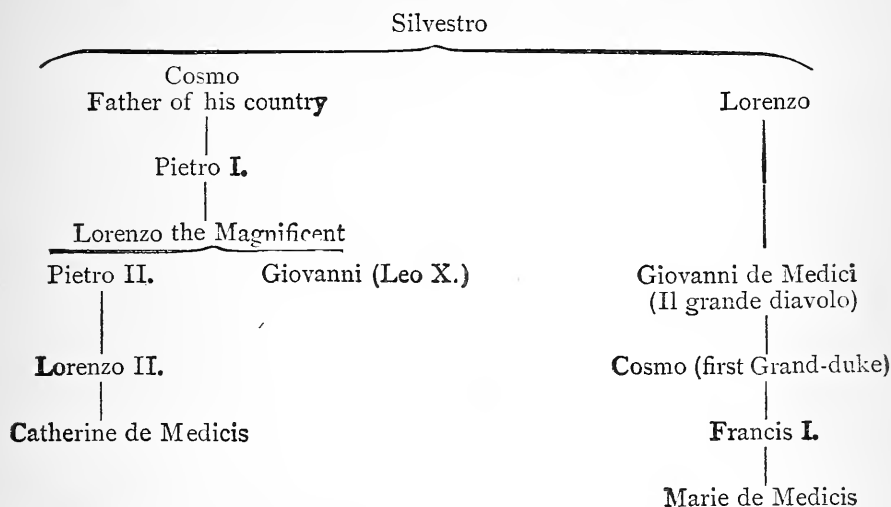 Silvestro
Cosmo
Father of his country
Lorenzo
Pietro I.
Lorenzo the Magnificent
Pietro II.
Giovanni (Leo X.)
Giovanni de Medici
(Il grande diavolo)
Lorenzo II.
Cosmo (first Grand-duke)
Catherine de Medicis
Francis I.
Marie de Medicis